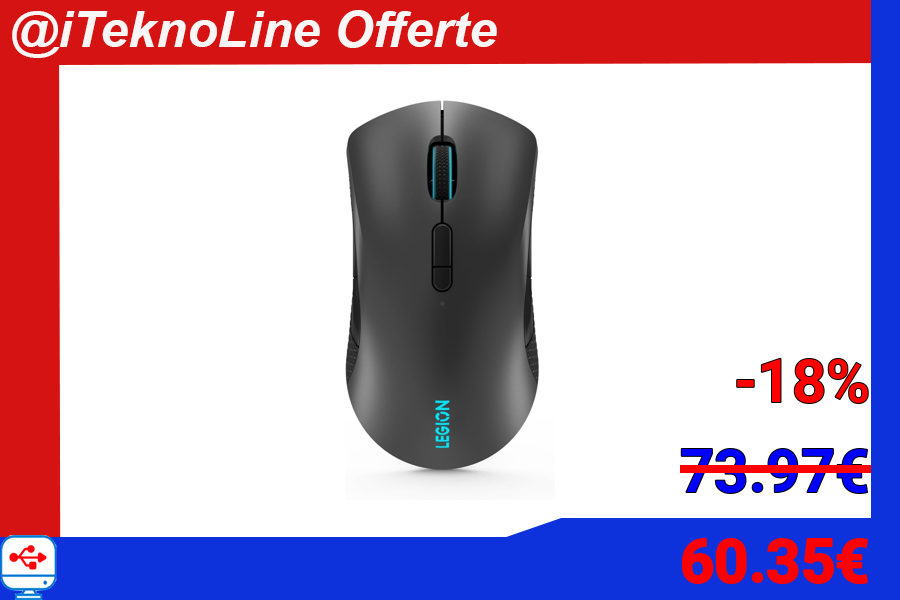 @iTeknoLine Offerte
LEGION
-18%
73.97€
60.35€